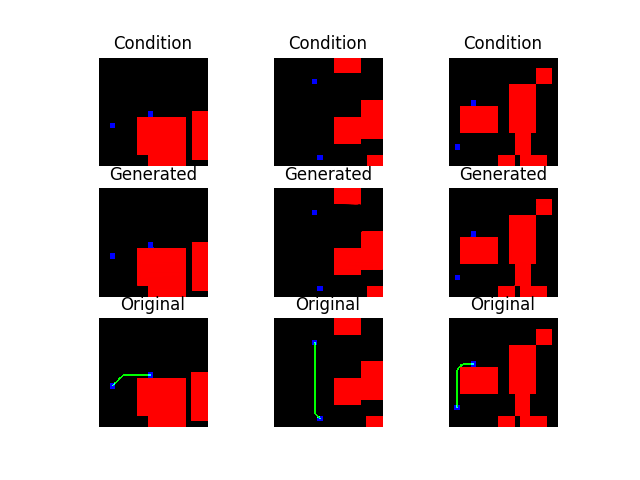 Condition Condition Condition
Generated Generated Generated
Original Original Original